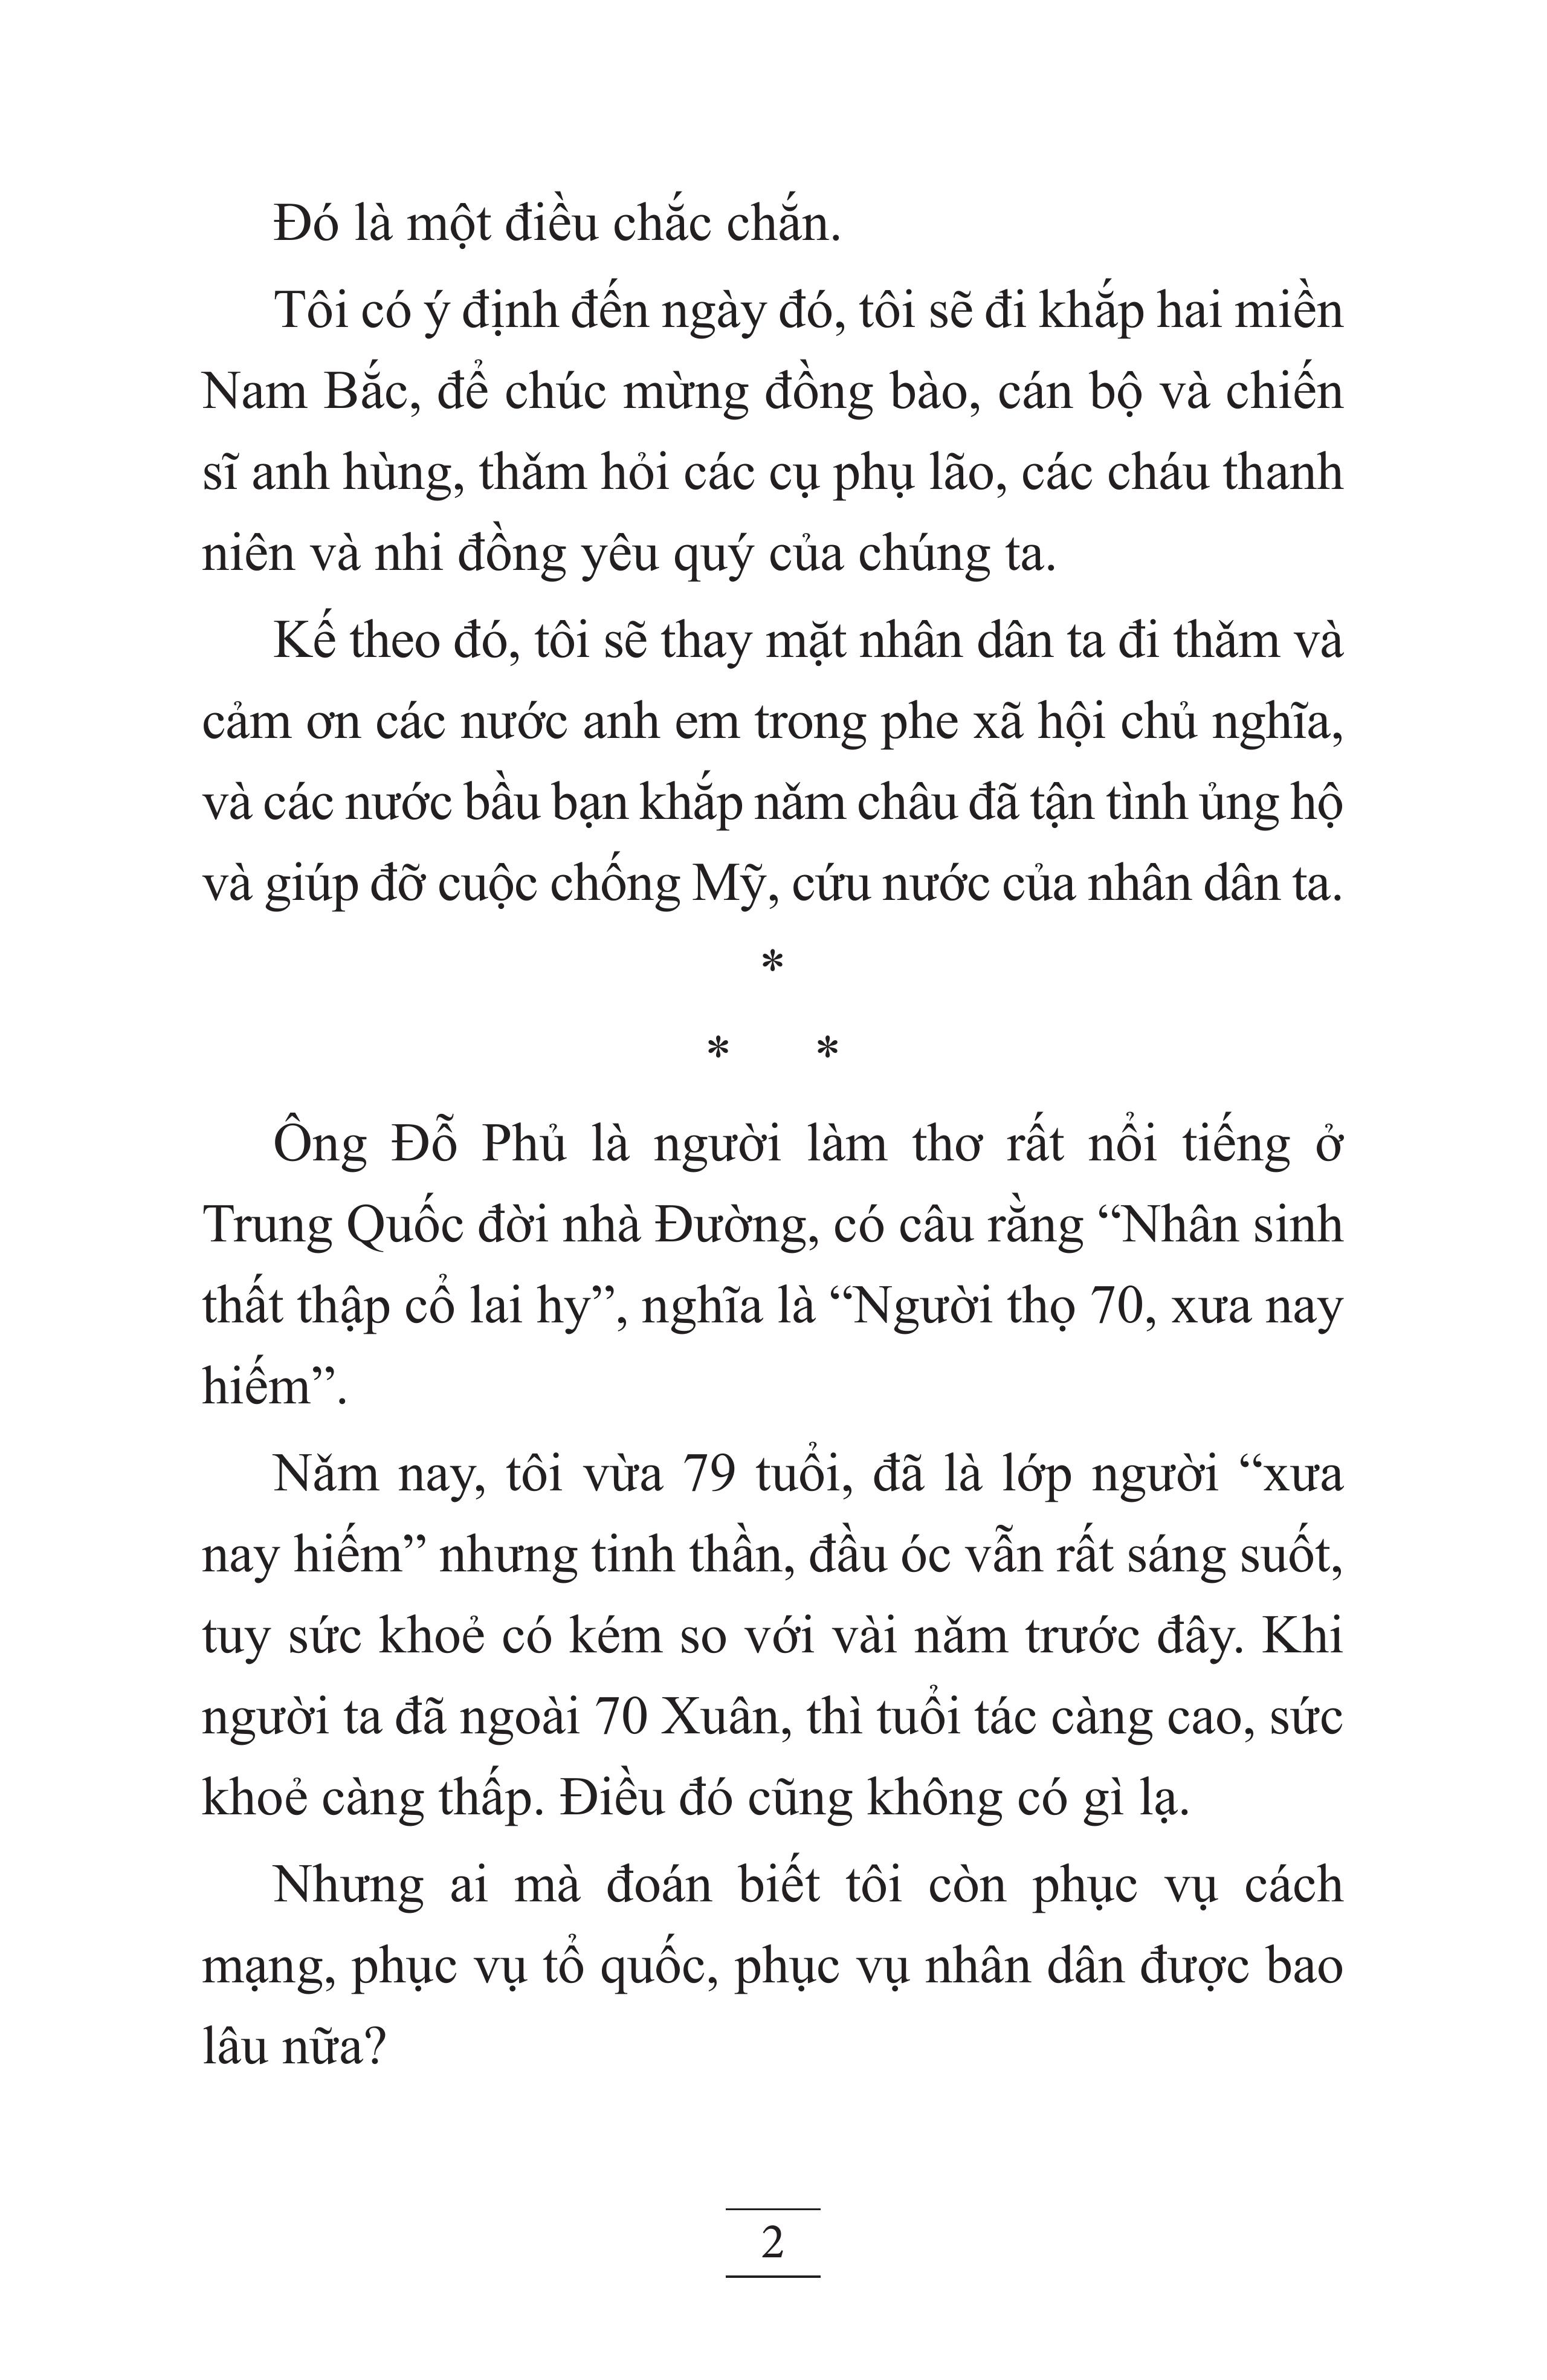 Đó là một điều chắc chắn.
Tôi có ý định đến ngày đó, tôi sẽ đi khắp hai miền
Nam Bắc, để chúc mừng đồng bào, cán bộ và chiến
sĩ anh hùng, thăm hỏi các cụ phụ lão, các cháu thanh
niên và nhi đồng yêu quý của chúng ta.
Kế theo đó, tôi sẽ thay mặt nhân dân ta đi thăm và
cảm ơn các nước anh em trong phe xã hội chủ nghĩa,
và các nước bầu bạn khắp năm châu đã tận tình ủng hộ
và giúp đỡ cuộc chống Mỹ, cứu nước của nhân dân ta.
*
* *
Ông Đỗ Phủ là người làm thơ rất nổi tiếng ở
Trung Quốc đời nhà Đường, có câu rằng “Nhân sinh
thất thập cổ lai hy”, nghĩa là “Người thọ 70, xưa nay
hiếm”.
Năm nay, tôi vừa 79 tuổi, đã là lớp người “xưa
nay hiếm” nhưng tinh thần, đầu óc vẫn rất sáng suốt,
tuy sức khoẻ có kém so với vài năm trước đây. Khi
người ta đã ngoài 70 Xuân, thì tuổi tác càng cao, sức
khoẻ càng thấp. Điều đó cũng không có gì lạ.
Nhưng ai mà đoán biết tôi còn phục vụ cách
mạng, phục vụ tổ quốc, phục vụ nhân dân được bao
lâu nữa?
2